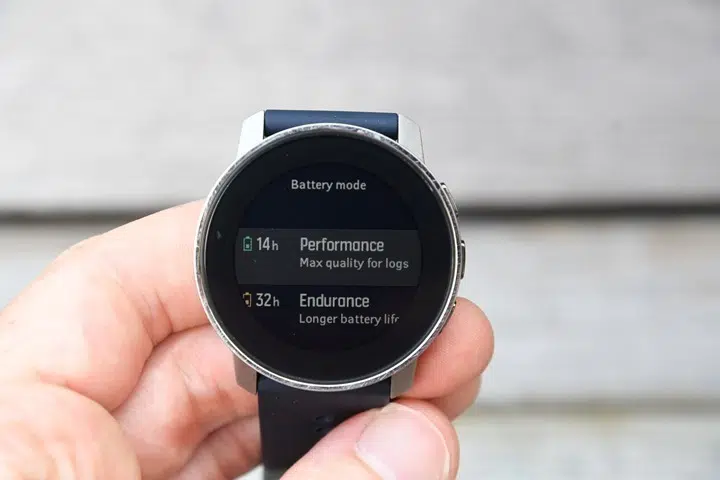 Battery mode
14h Performance
Max quality for logs
32h Endurance
Longer battery